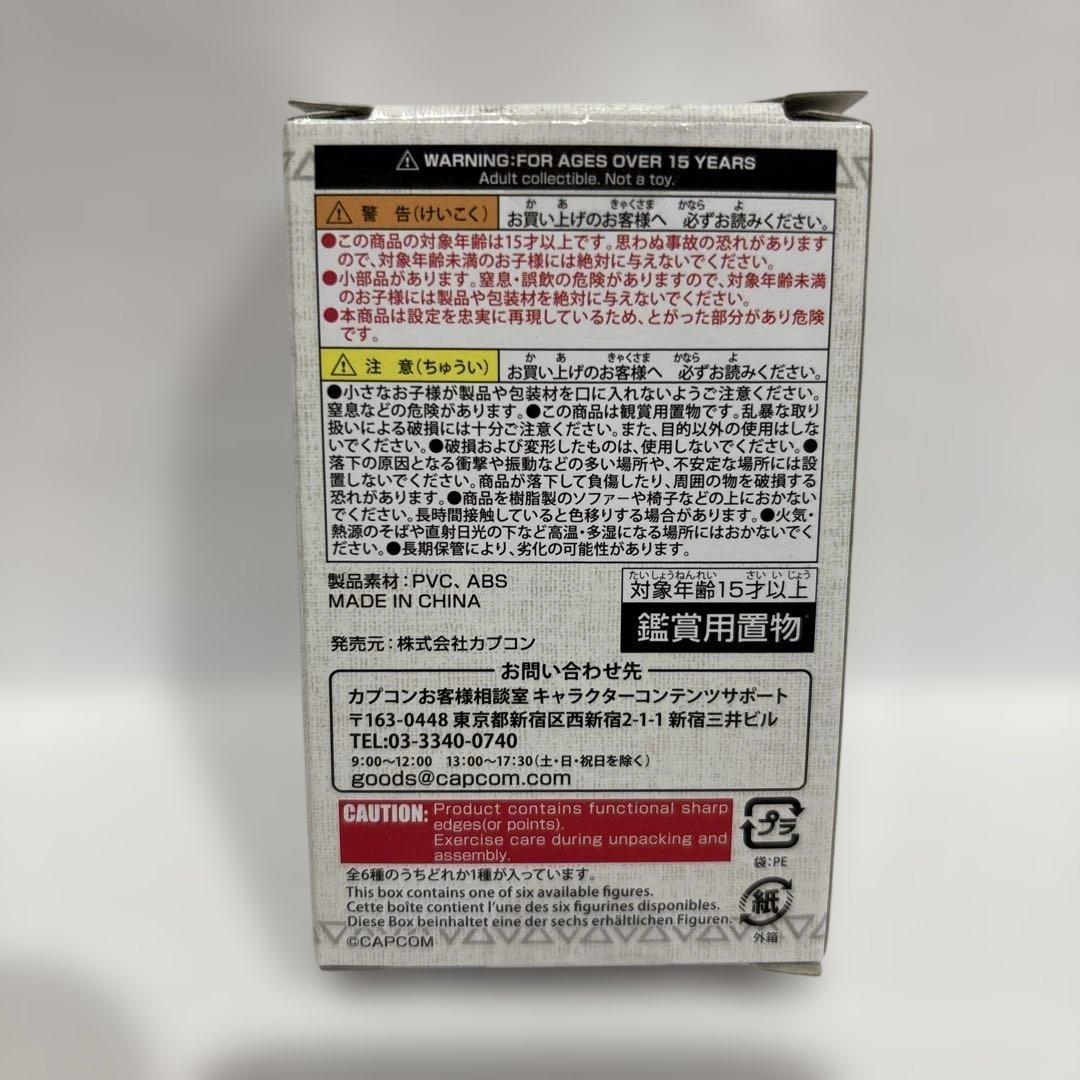 ⚠ WARNING:FOR AGES OVER 15 YEARS
Adult collectible. Not a toy.
⚠ 警 告(けいこく)
か あ きゃくさま かなら よ
お買い上げのお客様へ 必ずお読みください。
●この商品の対象年齢は15才以上です。思わぬ事故の恐れがあります
ので、対象年齢未満のお子様には絶対に与えないでください。
●小部品があります。窒息・誤飲の危険がありますので、対象年齢未満
のお子様には製品や包装材を絶対に与えないでください。
●本商品は設定を忠実に再現しているため、とがった部分があり危険
です。
⚠ 注 意(ちゅうい)
か あ きゃくさま かなら よ
お買い上げのお客様へ 必ずお読みください。
●小さなお子様が製品や包装材を口に入れないようご注意ください。
窒息などの危険があります。●この商品は観賞用置物です。乱暴な取り
扱いによる破損には十分ご注意ください。また、目的以外の使用はしな
いでください。●破損および変形したものは、使用しないでください。●
落下の原因となる衝撃や振動などの多い場所や、不安定な場所には設
置しないでください。商品が落下して負傷したり、周囲の物を破損する
恐れがあります。●商品を樹脂製のソファーや椅子などの上におかない
でください。長時間接触していると色移りする場合があります。●火気・
熱源のそばや直射日光の下など高温・多湿になる場所にはおかないでく
ださい。●長期保管により、劣化の可能性があります。
製品素材:PVC、ABS
MADE IN CHINA
たいしょうねんれい さい いじょう
対象年齢15才以上
鑑賞用置物
発売元:株式会社カプコン
お問い合わせ先
カプコンお客様相談室 キャラクターコンテンツサポート
〒163-0448 東京都新宿区西新宿2-1-1 新宿三井ビル
TEL:03-3340-0740
9:00〜12:00 13:00〜17:30(土・日・祝日を除く)
goods@capcom.com
CAUTION: Product contains functional sharp
edges(or points).
Exercise care during unpacking and
assembly.
プラ
袋:PE
全6種のうちどれか1種が入っています。
This box contains one of six available figures.
Cette boîte contient l'une des six figurines disponibles.
Diese Box beinhaltet eine der sechs erhältlichen Figuren.
紙
外箱
©CAPCOM